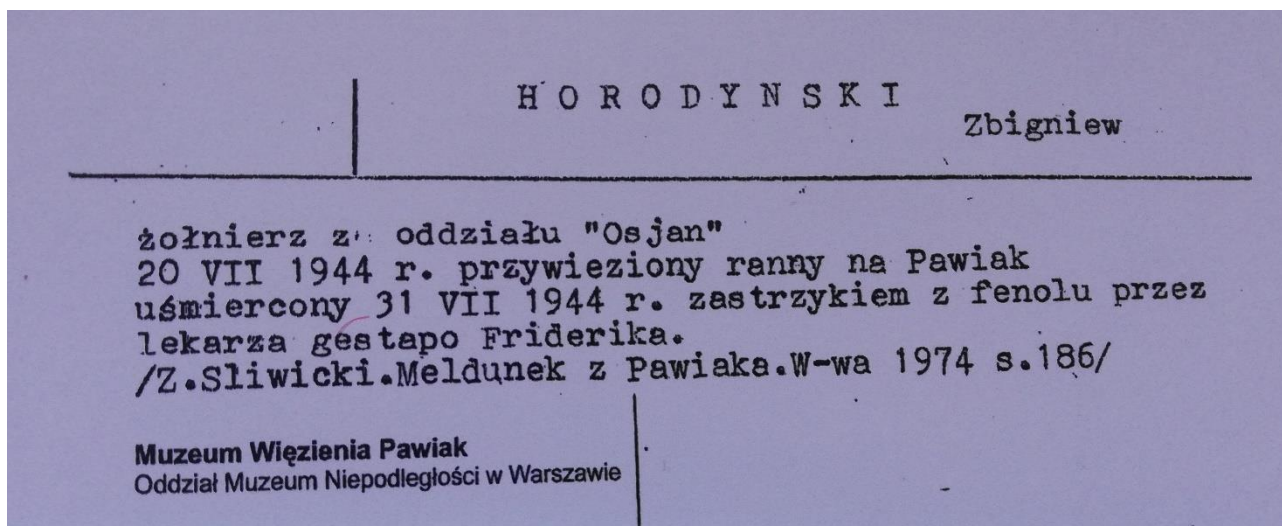 HORODYNSKI
Zbigniew
żołnierz z oddziału "Osjan"
20 VII 1944 r. przywieziony ranny na Pawiak
uśmiercony 31 VII 1944 r. zastrzykiem z fenolu przez
lekarza gestapo Friderika.
/Z.Sliwicki.Meldunek z Pawiaka.W-wa 1974 s.186/
Muzeum Więzienia Pawiak
Oddział Muzeum Niepodległości w Warszawie